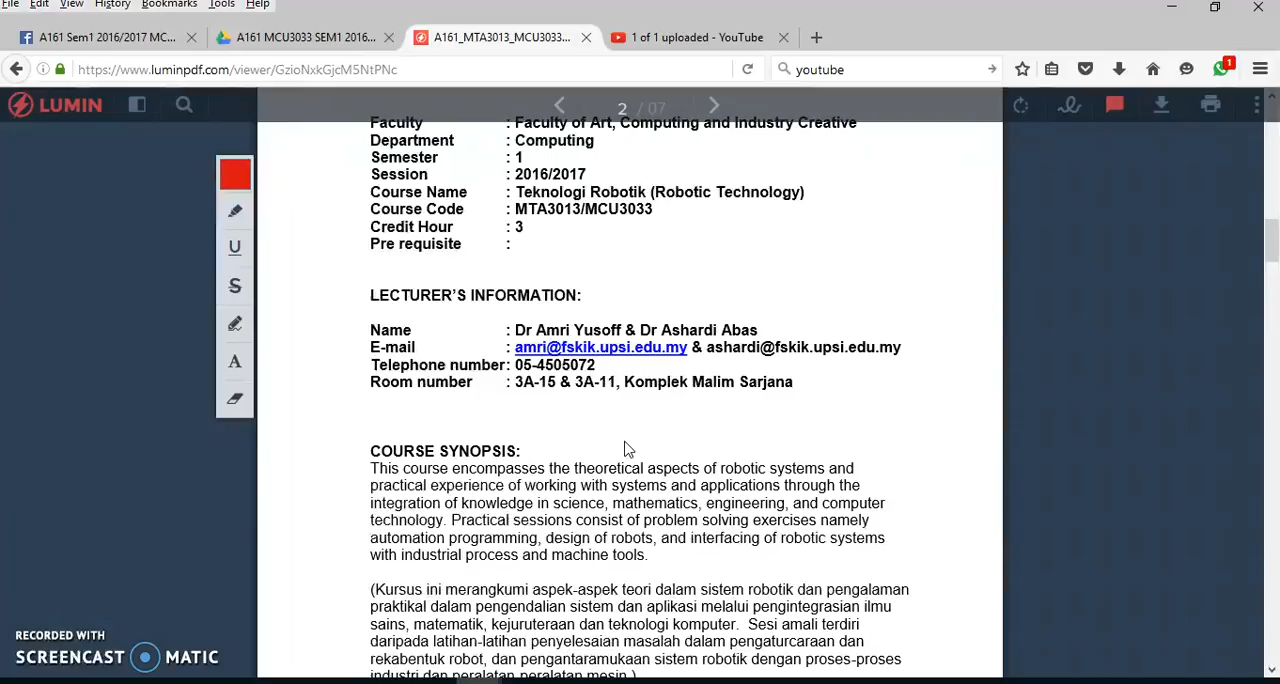 File Edit View History Bookmarks Tools Help
A161 Sem1 2016/2017 MC... A161 MCU3033 SEM1 2016... A161_MTA3013_MCU3033... 1 of 1 uploaded - YouTube
https://www.luminpdf.com/viewer/GzioNxkGjcM5NtPNc youtube 1
LUMIN 2 / 07
Faculty : Faculty of Art, Computing and Industry Creative
Department : Computing
Semester : 1
Session : 2016/2017
Course Name : Teknologi Robotik (Robotic Technology)
Course Code : MTA3013/MCU3033
Credit Hour : 3
Pre requisite :
LECTURER'S INFORMATION:
Name : Dr Amri Yusoff & Dr Ashardi Abas
E-mail : amri@fskik.upsi.edu.my & ashardi@fskik.upsi.edu.my
Telephone number: 05-4505072
Room number : 3A-15 & 3A-11, Komplek Malim Sarjana
COURSE SYNOPSIS:
This course encompasses the theoretical aspects of robotic systems and
practical experience of working with systems and applications through the
integration of knowledge in science, mathematics, engineering, and computer
technology. Practical sessions consist of problem solving exercises namely
automation programming, design of robots, and interfacing of robotic systems
with industrial process and machine tools.
(Kursus ini merangkumi aspek-aspek teori dalam sistem robotik dan pengalaman
praktikal dalam pengendalian sistem dan aplikasi melalui pengintegrasian ilmu
sains, matematik, kejuruteraan dan teknologi komputer. Sesi amali terdiri
daripada latihan-latihan penyelesaian masalah dalam pengaturcaraan dan
rekabentuk robot, dan pengantaramukaan sistem robotik dengan proses-proses
industri dan peralatan-peralatan mesin.)
U
S
A
RECORDED WITH
SCREENCAST MATIC